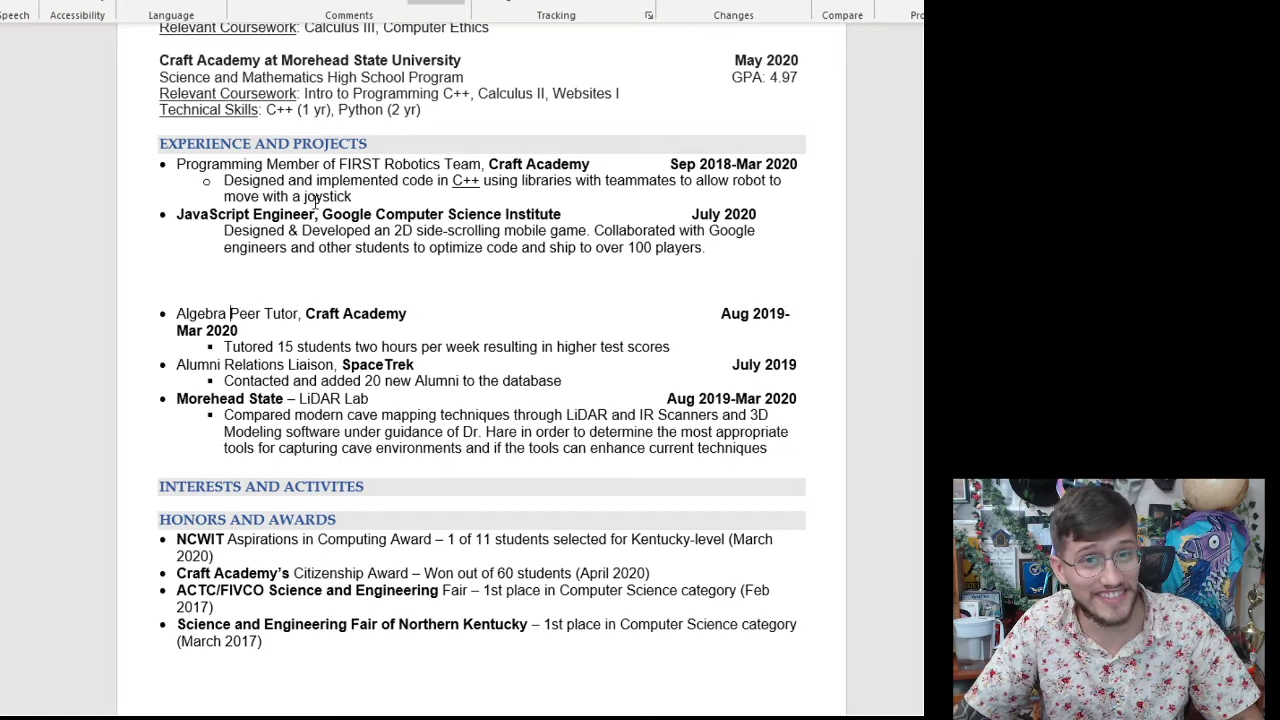 Speech
Accessibility
Language
Comments
Tracking
Changes
Compare
Relevant Coursework: Calculus III, Computer Ethics
Craft Academy at Morehead State University May 2020
Science and Mathematics High School Program GPA: 4.97
Relevant Coursework: Intro to Programming C++, Calculus II, Websites I
Technical Skills: C++ (1 yr), Python (2 yr)
EXPERIENCE AND PROJECTS
• Programming Member of FIRST Robotics Team, Craft Academy Sep 2018-Mar 2020
o Designed and implemented code in C++ using libraries with teammates to allow robot to
move with a joystick
• JavaScript Engineer, Google Computer Science Institute July 2020
Designed & Developed an 2D side-scrolling mobile game. Collaborated with Google
engineers and other students to optimize code and ship to over 100 players.
• Algebra Peer Tutor, Craft Academy Aug 2019-
Mar 2020
▪ Tutored 15 students two hours per week resulting in higher test scores
• Alumni Relations Liaison, SpaceTrek July 2019
▪ Contacted and added 20 new Alumni to the database
• Morehead State – LiDAR Lab Aug 2019-Mar 2020
▪ Compared modern cave mapping techniques through LiDAR and IR Scanners and 3D
Modeling software under guidance of Dr. Hare in order to determine the most appropriate
tools for capturing cave environments and if the tools can enhance current techniques
INTERESTS AND ACTIVITES
HONORS AND AWARDS
• NCWIT Aspirations in Computing Award – 1 of 11 students selected for Kentucky-level (March
2020)
• Craft Academy’s Citizenship Award – Won out of 60 students (April 2020)
• ACTC/FIVCO Science and Engineering Fair – 1st place in Computer Science category (Feb
2017)
• Science and Engineering Fair of Northern Kentucky – 1st place in Computer Science category
(March 2017)